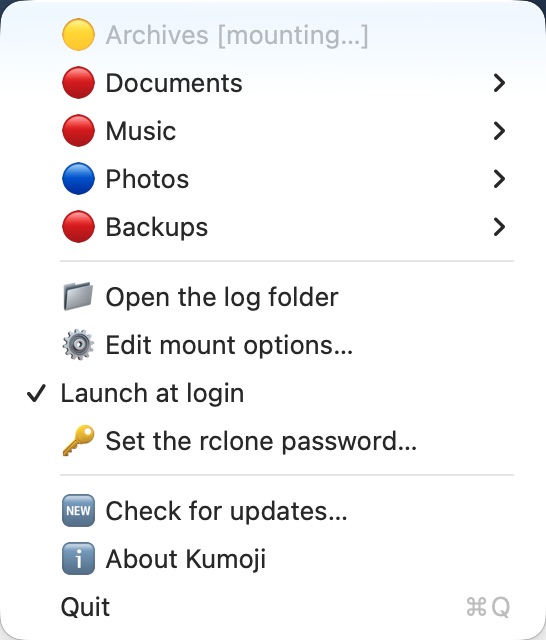 Archives [mounting...]
Documents
Music
Photos
Backups
Open the log folder
Edit mount options...
Launch at login
Set the rclone password...
NEW Check for updates...
i About Kumoji
Quit ⌘Q